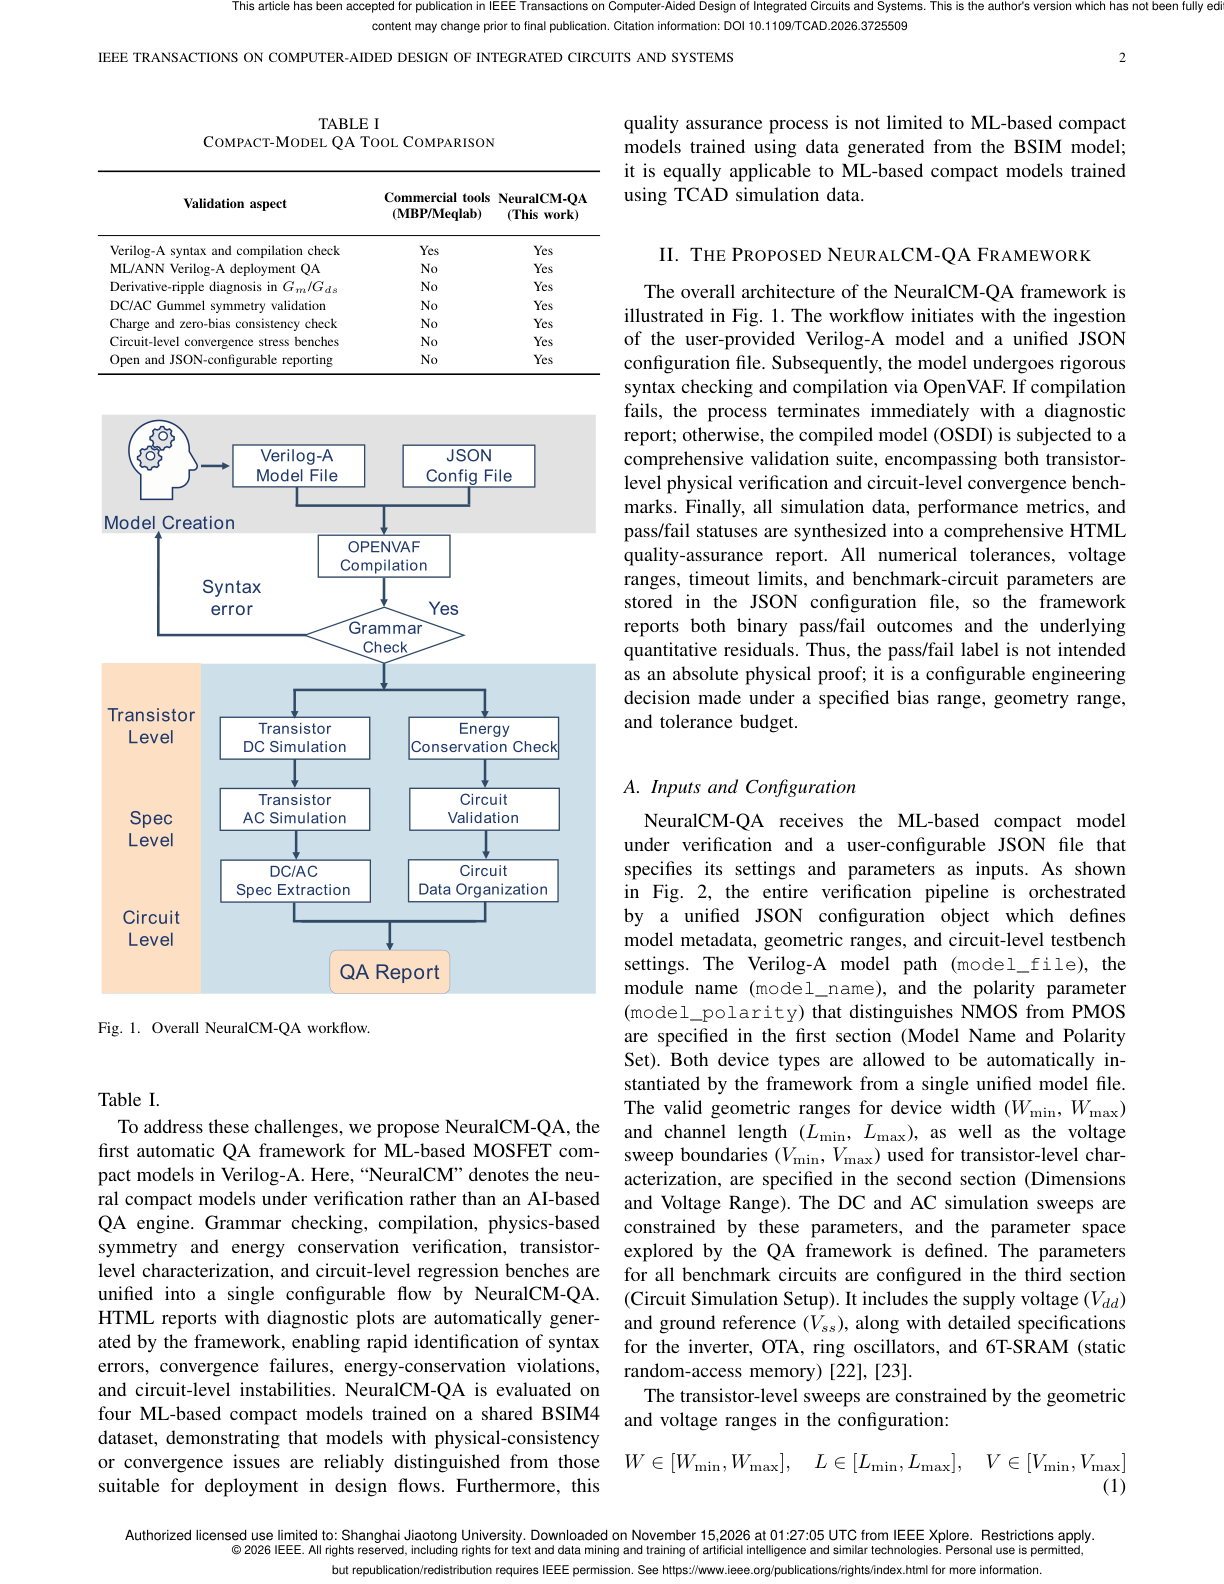 This article has been accepted for publication in IEEE Transactions on Computer-Aided Design of Integrated Circuits and Systems. This is the author's version which has not been fully edi
content may change prior to final publication. Citation information: DOI 10.1109/TCAD.2026.3725509
IEEE TRANSACTIONS ON COMPUTER-AIDED DESIGN OF INTEGRATED CIRCUITS AND SYSTEMS 2
TABLE I
COMPACT-MODEL QA TOOL COMPARISON
Validation aspect Commercial tools (MBP/Meqlab) NeuralCM-QA (This work)
Verilog-A syntax and compilation check Yes Yes
ML/ANN Verilog-A deployment QA No Yes
Derivative-ripple diagnosis in Gm/Gds No Yes
DC/AC Gummel symmetry validation No Yes
Charge and zero-bias consistency check No Yes
Circuit-level convergence stress benches No Yes
Open and JSON-configurable reporting No Yes
Model Creation
Verilog-A
Model File
JSON
Config File
OPENVAF
Compilation
Syntax
error
Yes
Grammar
Check
Transistor
Level
Spec
Level
Circuit
Level
Transistor
DC Simulation
Energy
Conservation Check
Transistor
AC Simulation
Circuit
Validation
DC/AC
Spec Extraction
Circuit
Data Organization
QA Report
Fig. 1. Overall NeuralCM-QA workflow.
Table I.
To address these challenges, we propose NeuralCM-QA, the
first automatic QA framework for ML-based MOSFET com-
pact models in Verilog-A. Here, “NeuralCM” denotes the neu-
ral compact models under verification rather than an AI-based
QA engine. Grammar checking, compilation, physics-based
symmetry and energy conservation verification, transistor-
level characterization, and circuit-level regression benches are
unified into a single configurable flow by NeuralCM-QA.
HTML reports with diagnostic plots are automatically gener-
ated by the framework, enabling rapid identification of syntax
errors, convergence failures, energy-conservation violations,
and circuit-level instabilities. NeuralCM-QA is evaluated on
four ML-based compact models trained on a shared BSIM4
dataset, demonstrating that models with physical-consistency
or convergence issues are reliably distinguished from those
suitable for deployment in design flows. Furthermore, this
quality assurance process is not limited to ML-based compact
models trained using data generated from the BSIM model;
it is equally applicable to ML-based compact models trained
using TCAD simulation data.
II. THE PROPOSED NEURALCM-QA FRAMEWORK
The overall architecture of the NeuralCM-QA framework is
illustrated in Fig. 1. The workflow initiates with the ingestion
of the user-provided Verilog-A model and a unified JSON
configuration file. Subsequently, the model undergoes rigorous
syntax checking and compilation via OpenVAF. If compilation
fails, the process terminates immediately with a diagnostic
report; otherwise, the compiled model (OSDI) is subjected to a
comprehensive validation suite, encompassing both transistor-
level physical verification and circuit-level convergence bench-
marks. Finally, all simulation data, performance metrics, and
pass/fail statuses are synthesized into a comprehensive HTML
quality-assurance report. All numerical tolerances, voltage
ranges, timeout limits, and benchmark-circuit parameters are
stored in the JSON configuration file, so the framework
reports both binary pass/fail outcomes and the underlying
quantitative residuals. Thus, the pass/fail label is not intended
as an absolute physical proof; it is a configurable engineering
decision made under a specified bias range, geometry range,
and tolerance budget.
A. Inputs and Configuration
NeuralCM-QA receives the ML-based compact model
under verification and a user-configurable JSON file that
specifies its settings and parameters as inputs. As shown
in Fig. 2, the entire verification pipeline is orchestrated
by a unified JSON configuration object which defines
model metadata, geometric ranges, and circuit-level testbench
settings. The Verilog-A model path (model_file), the
module name (model_name), and the polarity parameter
(model_polarity) that distinguishes NMOS from PMOS
are specified in the first section (Model Name and Polarity
Set). Both device types are allowed to be automatically in-
stantiated by the framework from a single unified model file.
The valid geometric ranges for device width (Wmin, Wmax)
and channel length (Lmin, Lmax), as well as the voltage
sweep boundaries (Vmin, Vmax) used for transistor-level char-
acterization, are specified in the second section (Dimensions
and Voltage Range). The DC and AC simulation sweeps are
constrained by these parameters, and the parameter space
explored by the QA framework is defined. The parameters
for all benchmark circuits are configured in the third section
(Circuit Simulation Setup). It includes the supply voltage (Vdd)
and ground reference (Vss), along with detailed specifications
for the inverter, OTA, ring oscillators, and 6T-SRAM (static
random-access memory) [22], [23].
The transistor-level sweeps are constrained by the geometric
and voltage ranges in the configuration:
W ∈ [Wmin, Wmax], L ∈ [Lmin, Lmax], V ∈ [Vmin, Vmax]
(1)
Authorized licensed use limited to: Shanghai Jiaotong University. Downloaded on November 15,2026 at 01:27:05 UTC from IEEE Xplore. Restrictions apply.
© 2026 IEEE. All rights reserved, including rights for text and data mining and training of artificial intelligence and similar technologies. Personal use is permitted,
but republication/redistribution requires IEEE permission. See https://www.ieee.org/publications/rights/index.html for more information.